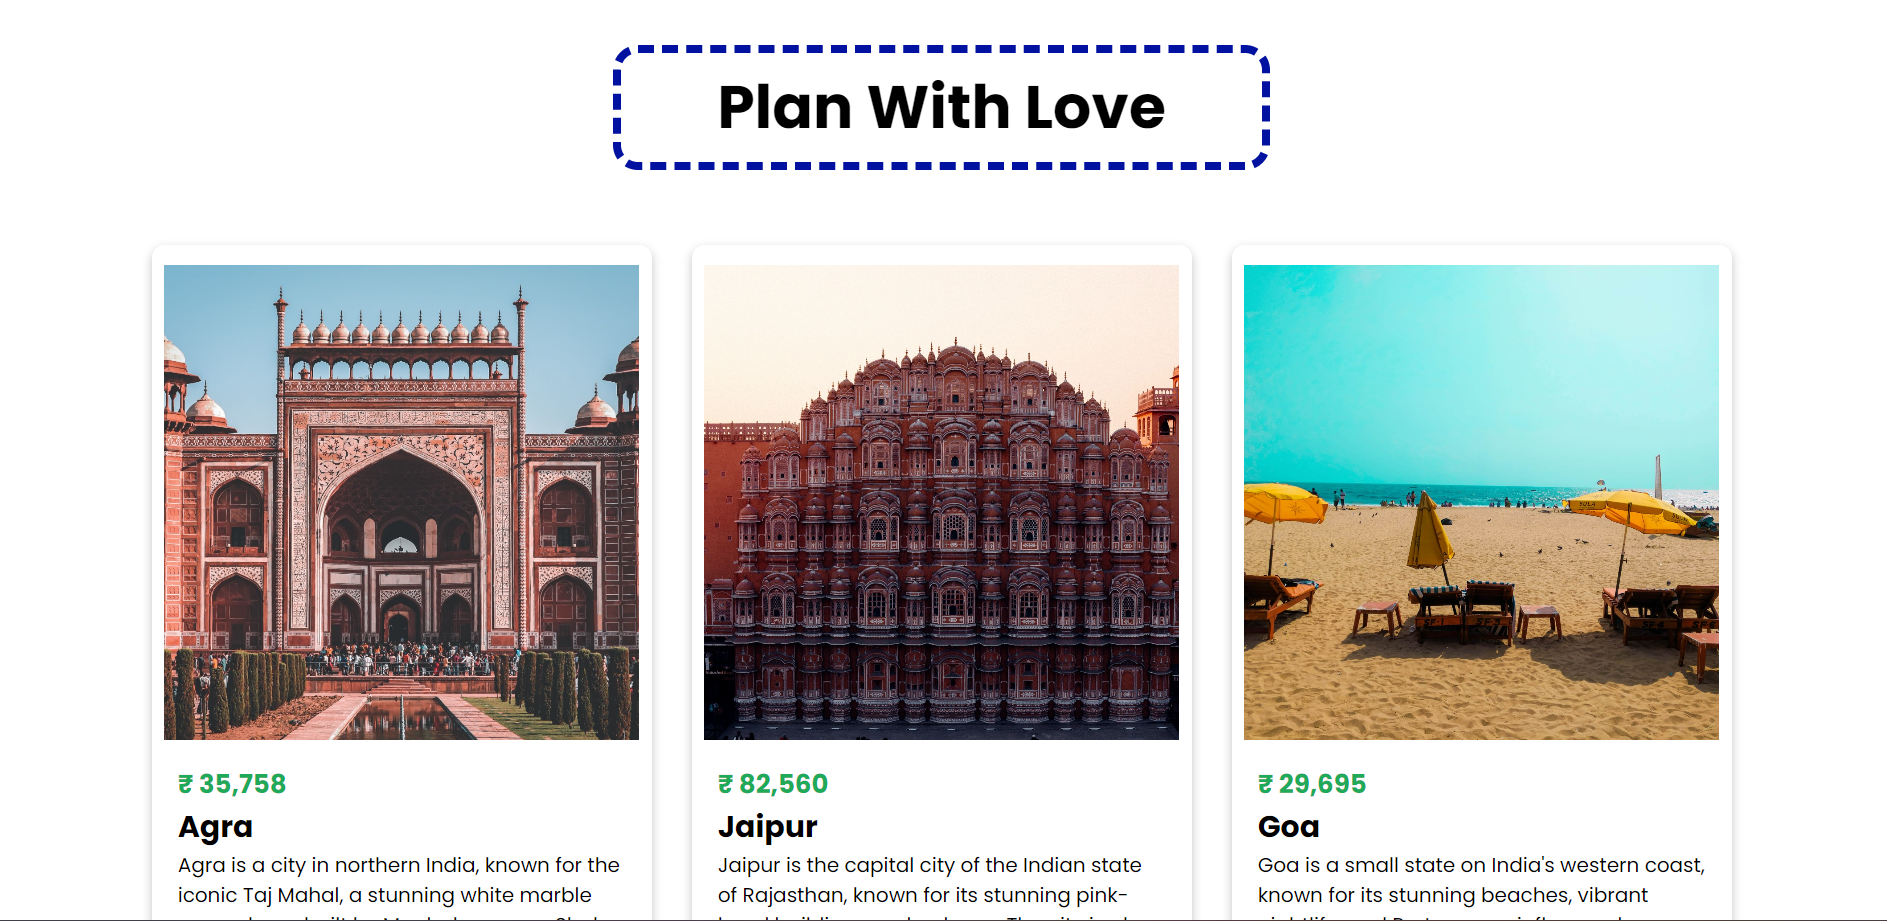 Plan With Love
₹ 35,758
Agra
Agra is a city in northern India, known for the
iconic Taj Mahal, a stunning white marble
₹ 82,560
Jaipur
Jaipur is the capital city of the Indian state
of Rajasthan, known for its stunning pink-
₹ 29,695
Goa
Goa is a small state on India's western coast,
known for its stunning beaches, vibrant